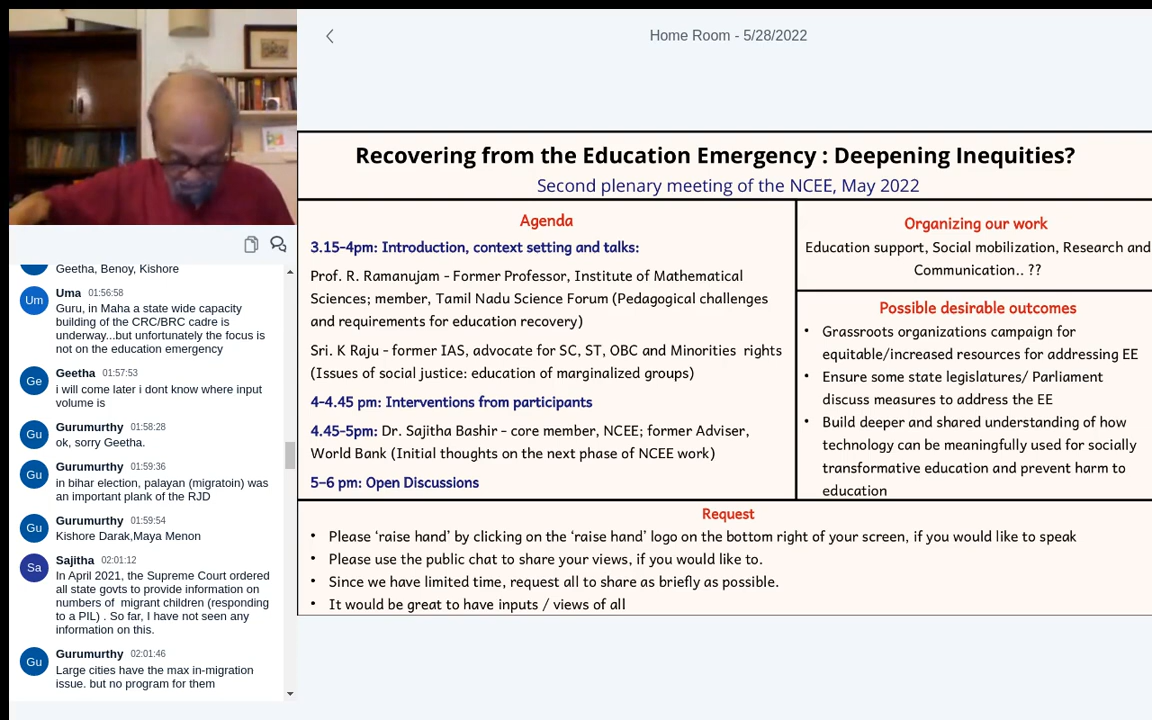 Home Room - 5/28/2022
Geetha, Benoy, Kishore
Um
Uma 01:56:58
Guru, in Maha a state wide capacity
building of the CRC/BRC cadre is
underway...but unfortunately the focus is
not on the education emergency
Ge
Geetha 01:57:53
i will come later i dont know where input
volume is
Gu
Gurumurthy 01:58:28
ok, sorry Geetha.
Gu
Gurumurthy 01:59:36
in bihar election, palayan (migratoin) was
an important plank of the RJD
Gu
Gurumurthy 01:59:54
Kishore Darak,Maya Menon
Sa
Sajitha 02:01:12
In April 2021, the Supreme Court ordered
all state govts to provide information on
numbers of migrant children (responding
to a PIL) . So far, I have not seen any
information on this.
Gu
Gurumurthy 02:01:46
Large cities have the max in-migration
issue. but no program for them
Recovering from the Education Emergency : Deepening Inequities?
Second plenary meeting of the NCEE, May 2022
Agenda
3.15-4pm: Introduction, context setting and talks:
Prof. R. Ramanujam - Former Professor, Institute of Mathematical
Sciences; member, Tamil Nadu Science Forum (Pedagogical challenges
and requirements for education recovery)
Sri. K Raju - former IAS, advocate for SC, ST, OBC and Minorities rights
(Issues of social justice: education of marginalized groups)
4-4.45 pm: Interventions from participants
4.45-5pm: Dr. Sajitha Bashir - core member, NCEE; former Adviser,
World Bank (Initial thoughts on the next phase of NCEE work)
5-6 pm: Open Discussions
Organizing our work
Education support, Social mobilization, Research and
Communication.. ??
Possible desirable outcomes
• Grassroots organizations campaign for
equitable/increased resources for addressing EE
• Ensure some state legislatures/ Parliament
discuss measures to address the EE
• Build deeper and shared understanding of how
technology can be meaningfully used for socially
transformative education and prevent harm to
education
Request
• Please ‘raise hand’ by clicking on the ‘raise hand’ logo on the bottom right of your screen, if you would like to speak
• Please use the public chat to share your views, if you would like to.
• Since we have limited time, request all to share as briefly as possible.
• It would be great to have inputs / views of all